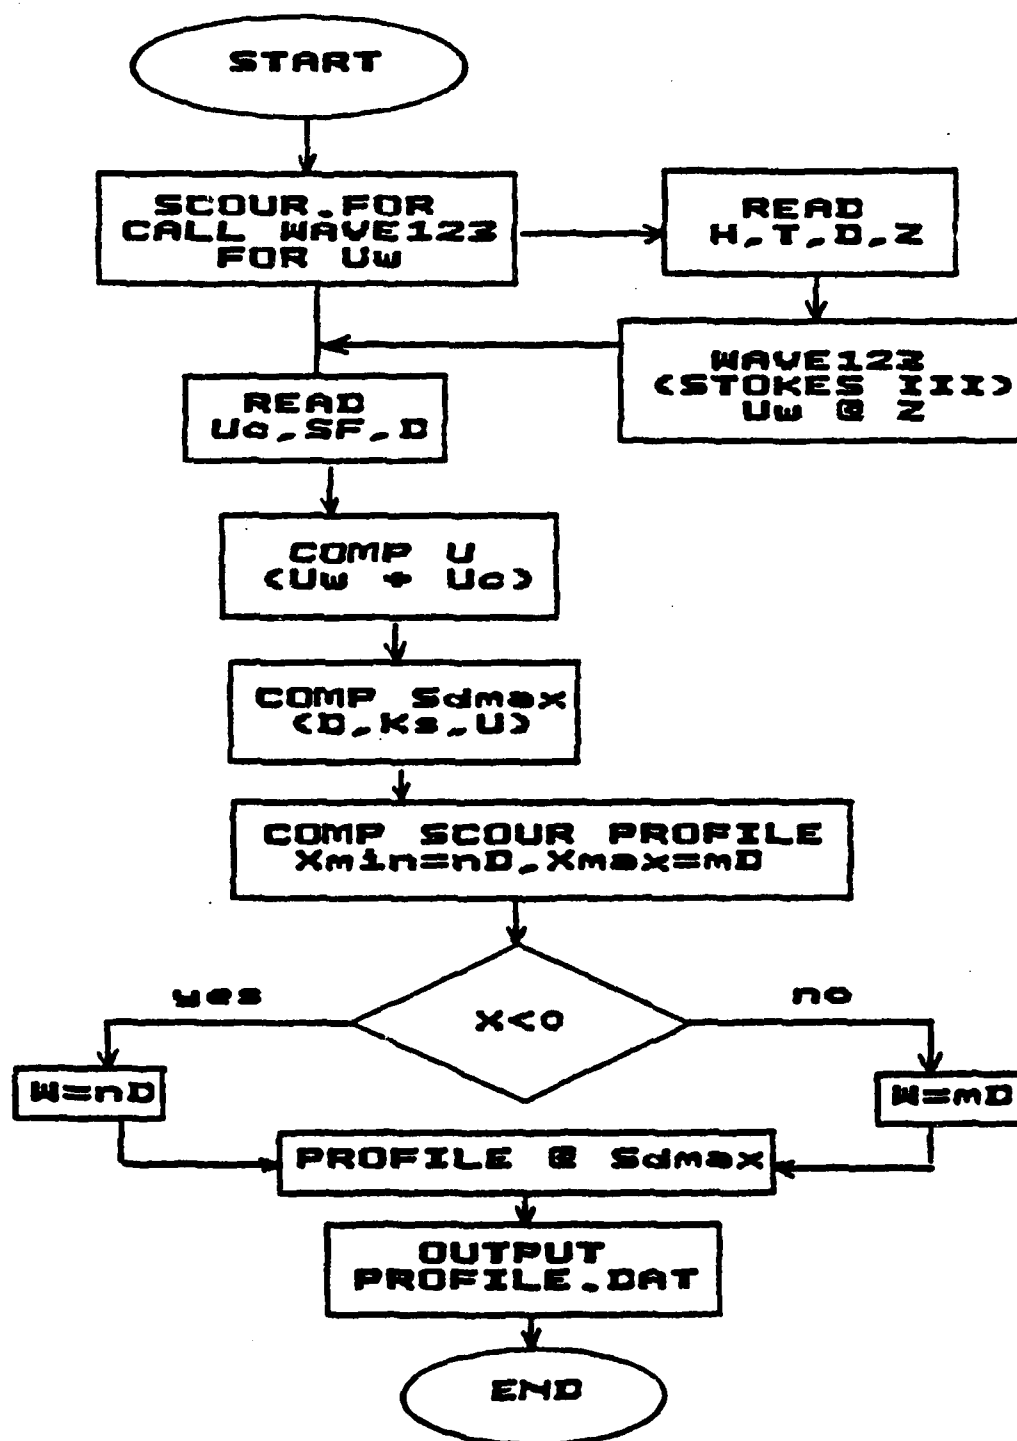 START
SCOUR.FOR
CALL WAVE123
FOR Uw
READ
H,T,D,Z
WAVE123
(STOKES III)
Uw @ Z
READ
Uc,SF,D
COMP U
(Uw + Uc)
COMP Sdmax
(D,Ks,U)
COMP SCOUR PROFILE
Xmin=nD,Xmax=mD
X<0
yes
no
W=nD
W=mD
PROFILE @ Sdmax
OUTPUT
PROFILE.DAT
END